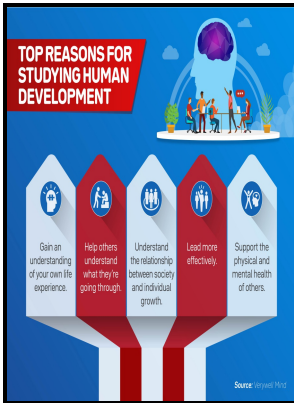 TOP REASONS FOR
STUDYING HUMAN
DEVELOPMENT
Gain an
understanding
of your own life
experience.
Help others
understand
what they're
going through.
Understand
the relationship
between society
and individual
growth.
Lead more
effectively.
Support the
physical and
mental health
of others.
Source: Verywell Mind